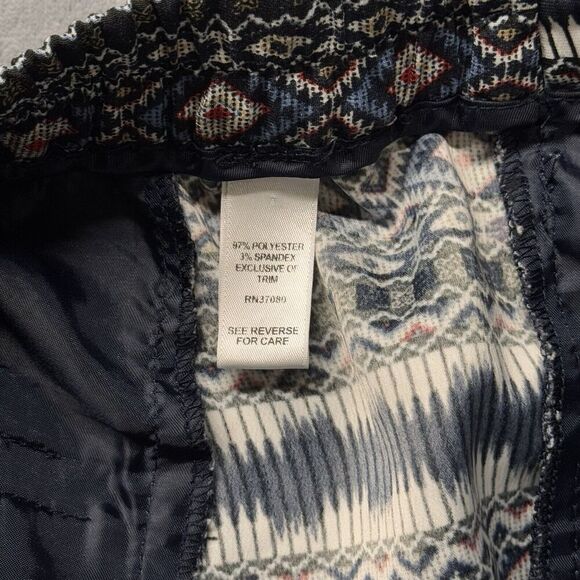 97% POLYESTER
3% SPANDEX
EXCLUSIVE OF
TRIM
RN37080
SEE REVERSE
FOR CARE